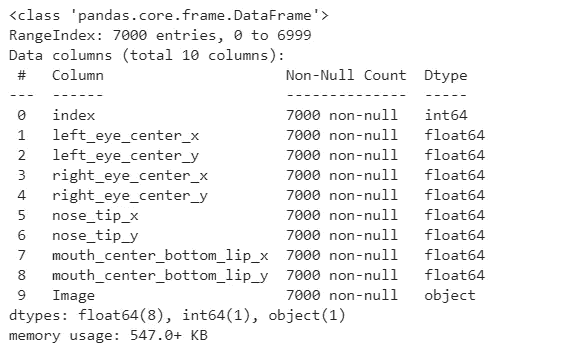 <class 'pandas.core.frame.DataFrame'>
RangeIndex: 7000 entries, 0 to 6999
Data columns (total 10 columns):
 #   Column                     Non-Null Count  Dtype
---  ------                     --------------  -----
 0   index                      7000 non-null   int64
 1   left_eye_center_x          7000 non-null   float64
 2   left_eye_center_y          7000 non-null   float64
 3   right_eye_center_x         7000 non-null   float64
 4   right_eye_center_y         7000 non-null   float64
 5   nose_tip_x                 7000 non-null   float64
 6   nose_tip_y                 7000 non-null   float64
 7   mouth_center_bottom_lip_x  7000 non-null   float64
 8   mouth_center_bottom_lip_y  7000 non-null   float64
 9   Image                      7000 non-null   object
dtypes: float64(8), int64(1), object(1)
memory usage: 547.0+ KB